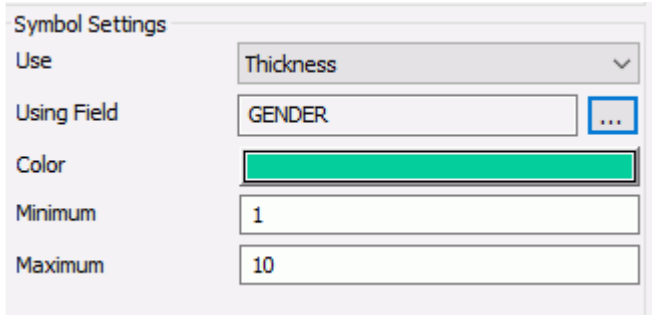 Symbol Settings
Use Thickness
Using Field GENDER ...
Color
Minimum 1
Maximum 10